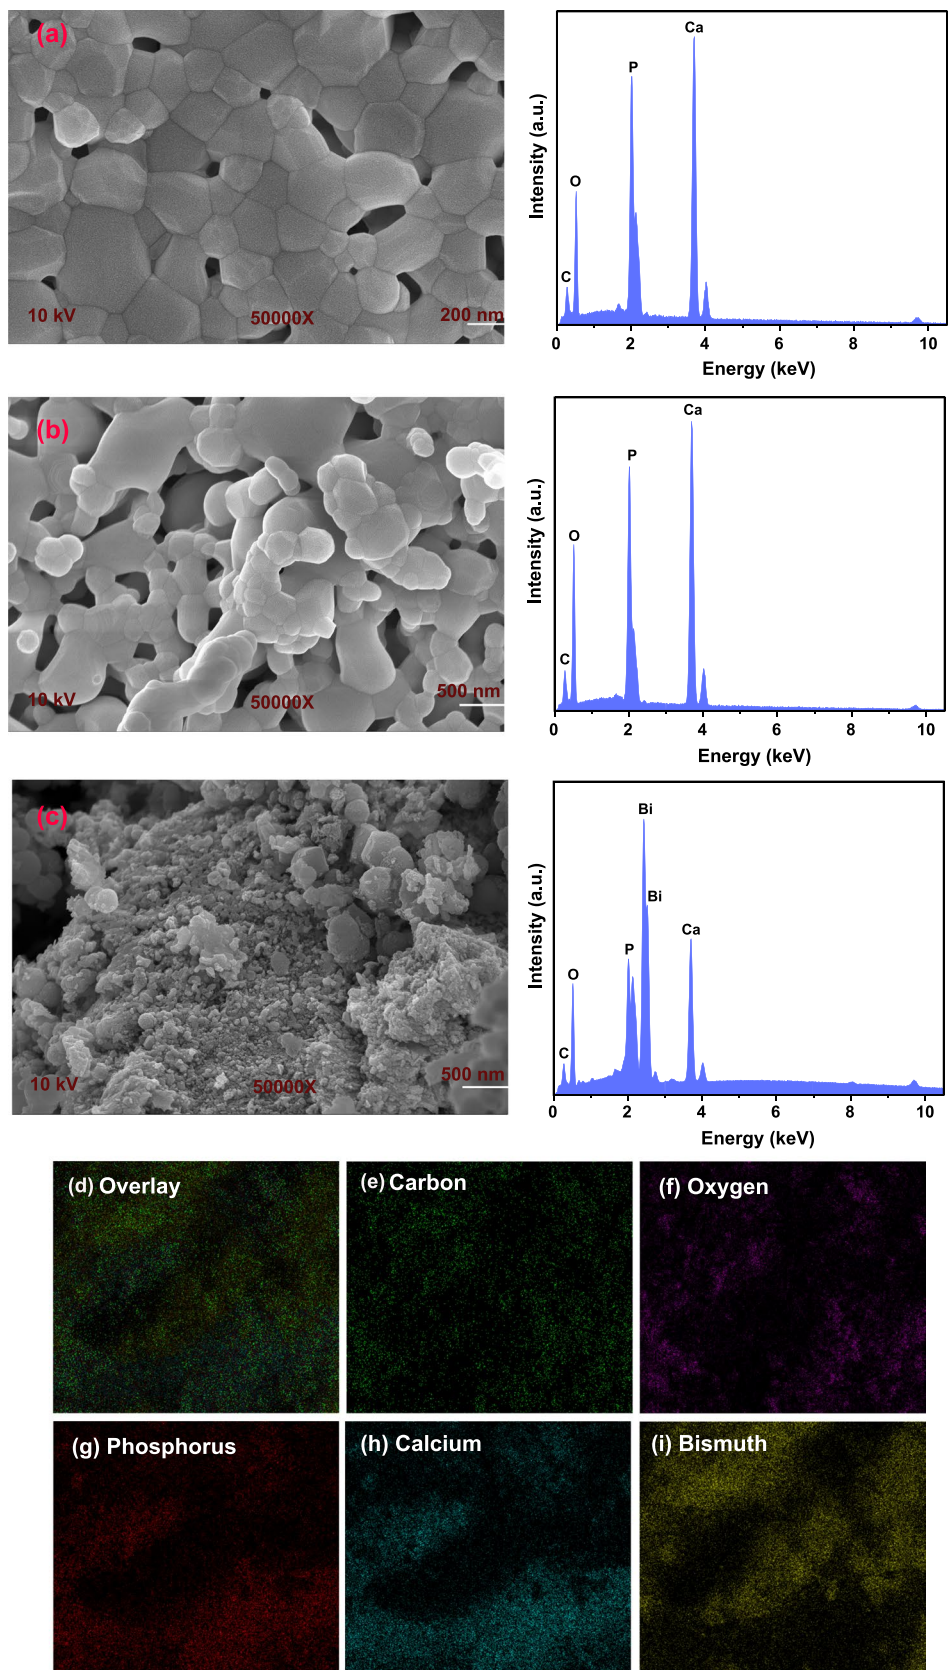 (a)
10 kV
50000X
200 nm
Intensity (a.u.)
C
O
P
Ca
0
2
4
6
8
10
Energy (keV)
(b)
10 kV
50000X
500 nm
Intensity (a.u.)
C
O
P
Ca
0
2
4
6
8
10
Energy (keV)
(c)
10 kV
50000X
500 nm
Intensity (a.u.)
C
O
P
Bi
Bi
Ca
0
2
4
6
8
10
Energy (keV)
(d) Overlay
(e) Carbon
(f) Oxygen
(g) Phosphorus
(h) Calcium
(i) Bismuth